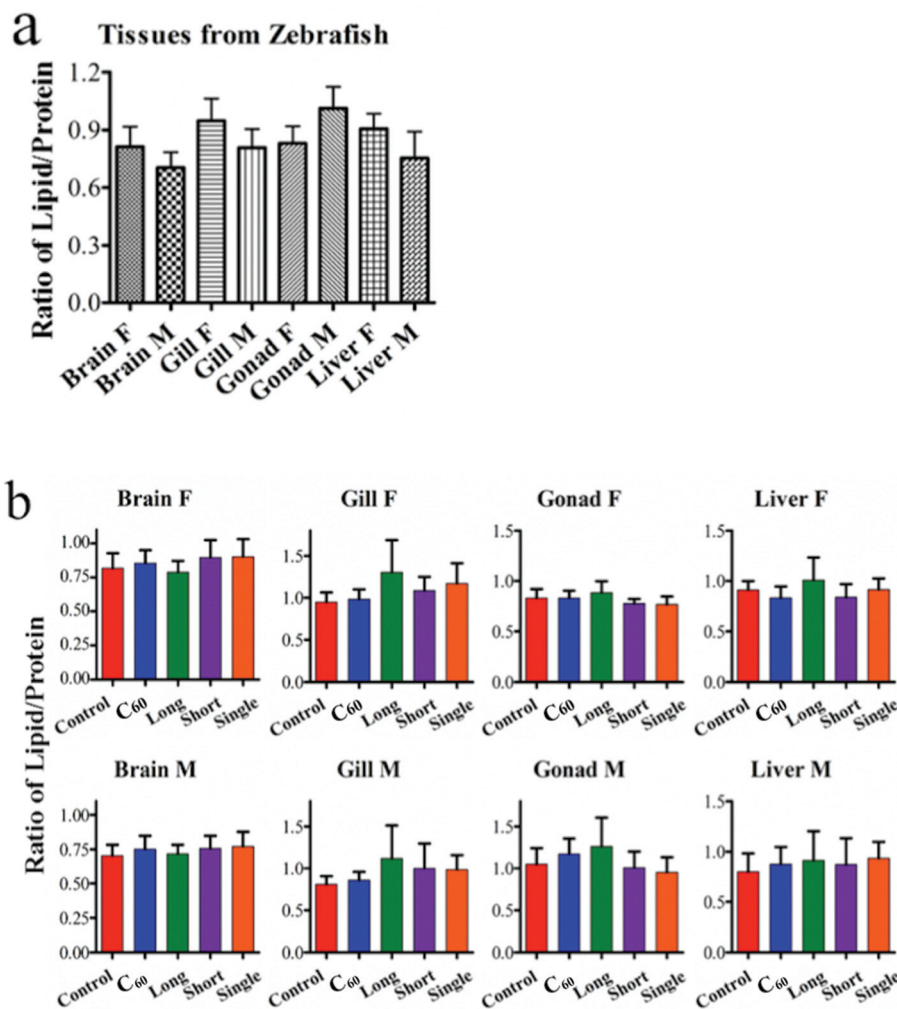 a
Tissues from Zebrafish
Ratio of Lipid/Protein
1.2
0.9
0.6
0.3
0.0
Brain F
Brain M
Gill F
Gill M
Gonad F
Gonad M
Liver F
Liver M
b
Ratio of Lipid/Protein
Brain F
1.00
0.75
0.50
0.25
0.00
Control
C60
Long
Short
Single
Gill F
1.5
1.0
0.5
0.0
Control
C60
Long
Short
Single
Gonad F
1.5
1.0
0.5
0.0
Control
C60
Long
Short
Single
Liver F
1.5
1.0
0.5
0.0
Control
C60
Long
Short
Single
Brain M
1.00
0.75
0.50
0.25
0.00
Control
C60
Long
Short
Single
Gill M
1.5
1.0
0.5
0.0
Control
C60
Long
Short
Single
Gonad M
1.5
1.0
0.5
0.0
Control
C60
Long
Short
Single
Liver M
1.5
1.0
0.5
0.0
Control
C60
Long
Short
Single